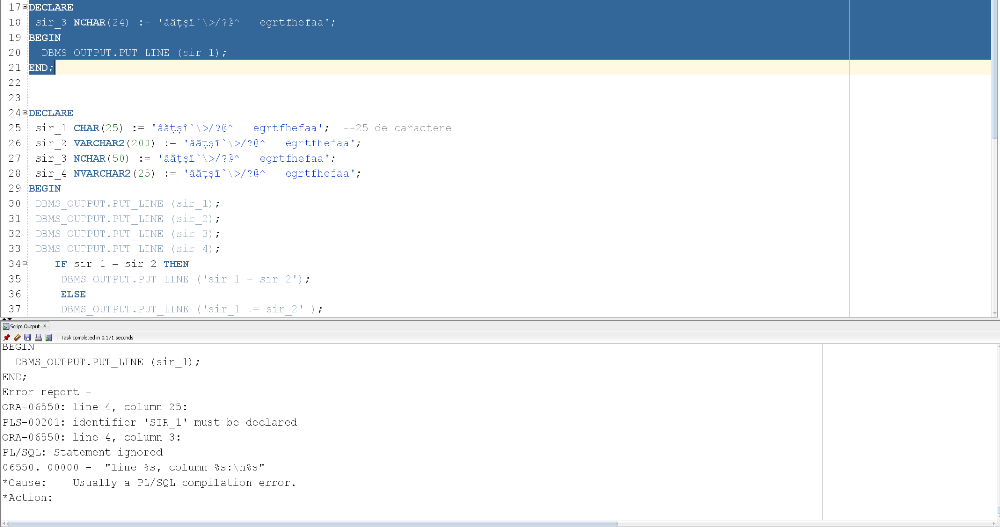 17 DECLARE
18 sir_3 NCHAR(24) := 'âăţşî`\>/?@^   egrtfhefaa';
19 BEGIN
20 DBMS_OUTPUT.PUT_LINE (sir_1);
21 END;
22
23
24 DECLARE
25 sir_1 CHAR(25) := 'âăţşî`\>/?@^   egrtfhefaa';  --25 de caractere
26 sir_2 VARCHAR2(200) := 'âăţşî`\>/?@^   egrtfhefaa';
27 sir_3 NCHAR(50) := 'âăţşî`\>/?@^   egrtfhefaa';
28 sir_4 NVARCHAR2(25) := 'âăţşî`\>/?@^   egrtfhefaa';
29 BEGIN
30 DBMS_OUTPUT.PUT_LINE (sir_1);
31 DBMS_OUTPUT.PUT_LINE (sir_2);
32 DBMS_OUTPUT.PUT_LINE (sir_3);
33 DBMS_OUTPUT.PUT_LINE (sir_4);
34 IF sir_1 = sir_2 THEN
35 DBMS_OUTPUT.PUT_LINE ('sir_1 = sir_2');
36 ELSE
37 DBMS_OUTPUT.PUT_LINE ('sir_1 != sir_2' );
Script Output x
Task completed in 0.171 seconds
BEGIN
DBMS_OUTPUT.PUT_LINE (sir_1);
END;
Error report -
ORA-06550: line 4, column 25:
PLS-00201: identifier 'SIR_1' must be declared
ORA-06550: line 4, column 3:
PL/SQL: Statement ignored
06550. 00000 -  "line %s, column %s:\n%s"
*Cause:    Usually a PL/SQL compilation error.
*Action: